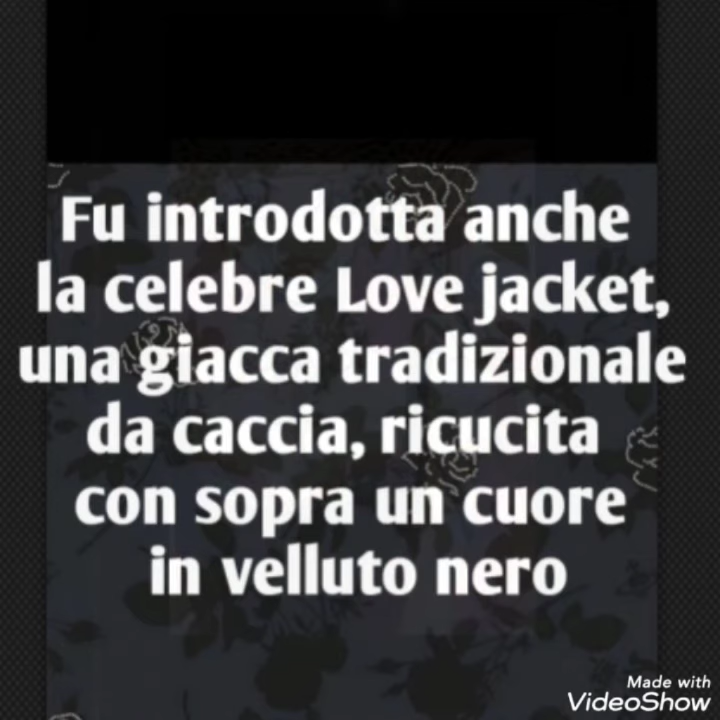 Fu introdotta anche
la celebre Love jacket,
una giacca tradizionale
da caccia, ricucita
con sopra un cuore
in velluto nero
Made with
VideoShow